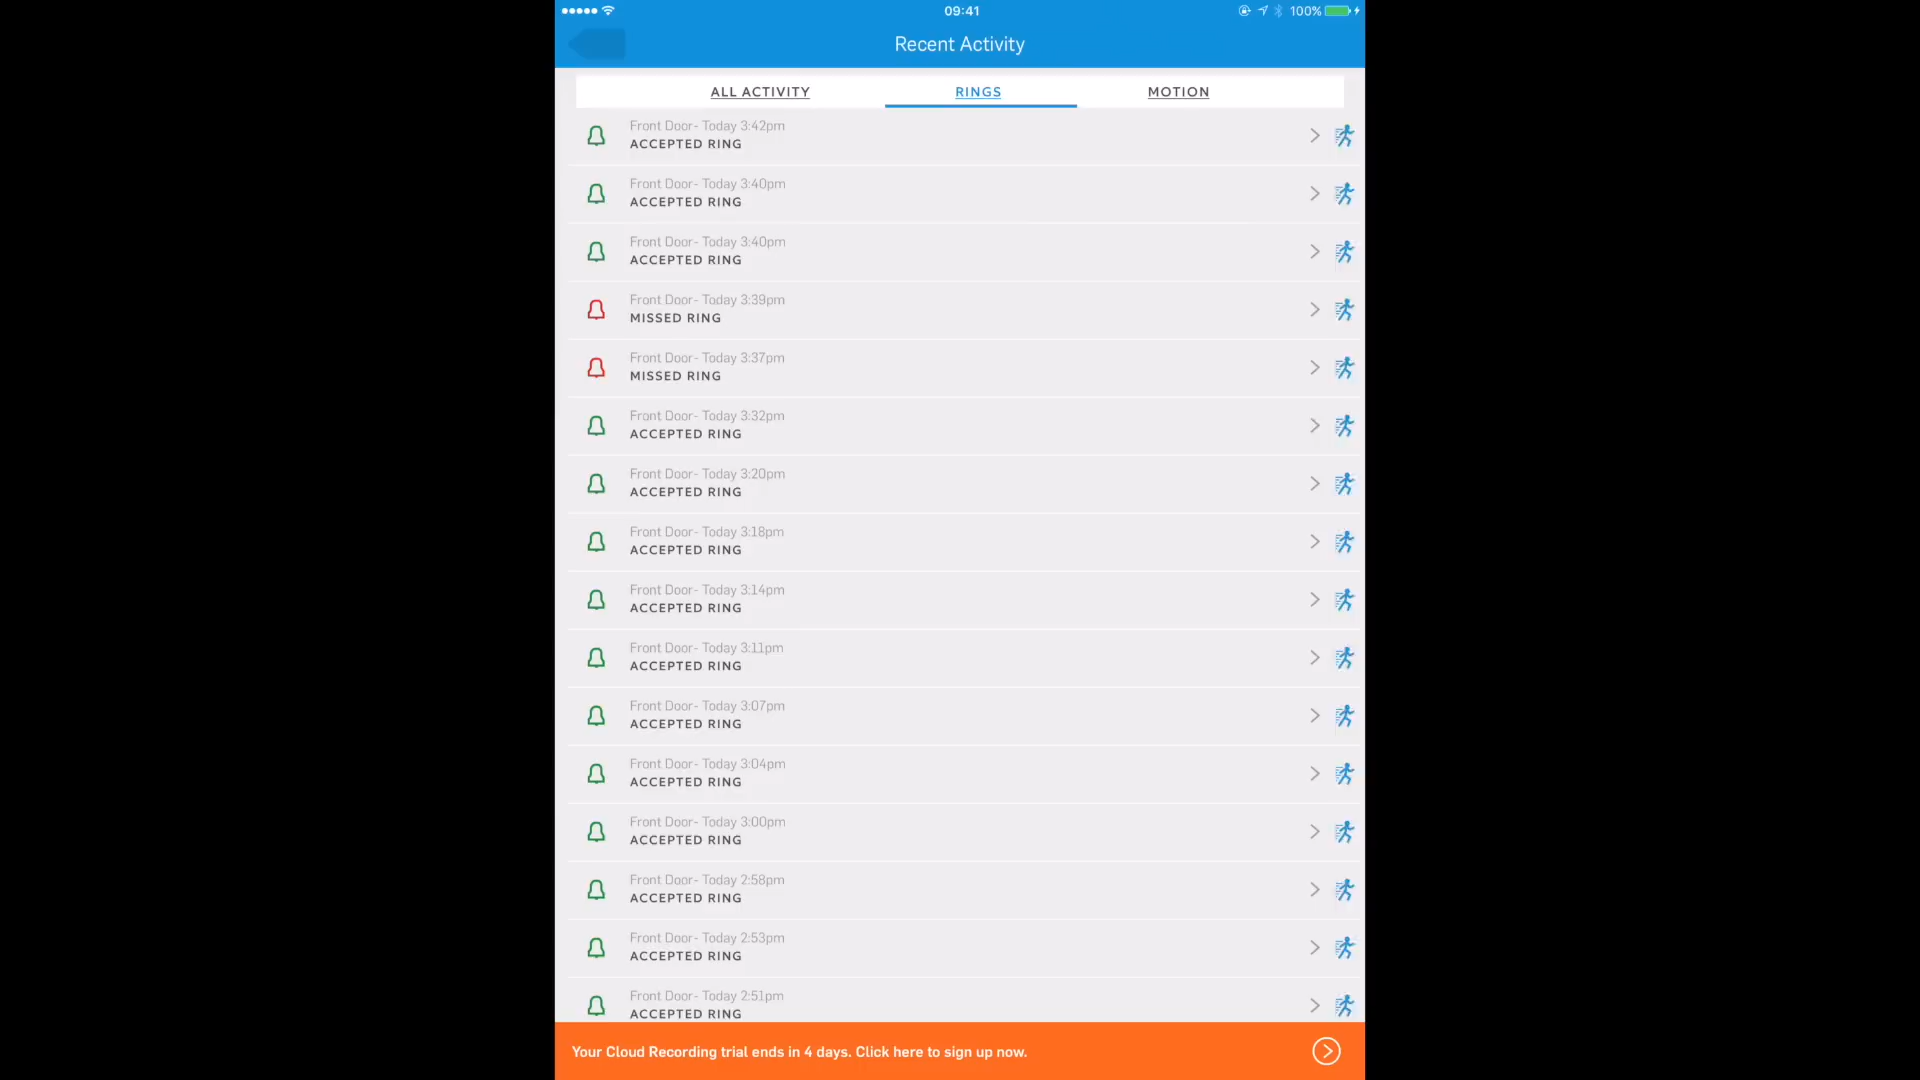 09:41
100%
Recent Activity
ALL ACTIVITY
RINGS
MOTION
Front Door- Today 3:42pm
ACCEPTED RING
Front Door- Today 3:40pm
ACCEPTED RING
Front Door- Today 3:40pm
ACCEPTED RING
Front Door- Today 3:39pm
MISSED RING
Front Door- Today 3:37pm
MISSED RING
Front Door- Today 3:32pm
ACCEPTED RING
Front Door- Today 3:20pm
ACCEPTED RING
Front Door- Today 3:18pm
ACCEPTED RING
Front Door- Today 3:14pm
ACCEPTED RING
Front Door- Today 3:11pm
ACCEPTED RING
Front Door- Today 3:07pm
ACCEPTED RING
Front Door- Today 3:04pm
ACCEPTED RING
Front Door- Today 3:00pm
ACCEPTED RING
Front Door- Today 2:58pm
ACCEPTED RING
Front Door- Today 2:53pm
ACCEPTED RING
Front Door- Today 2:51pm
ACCEPTED RING
Your Cloud Recording trial ends in 4 days. Click here to sign up now.